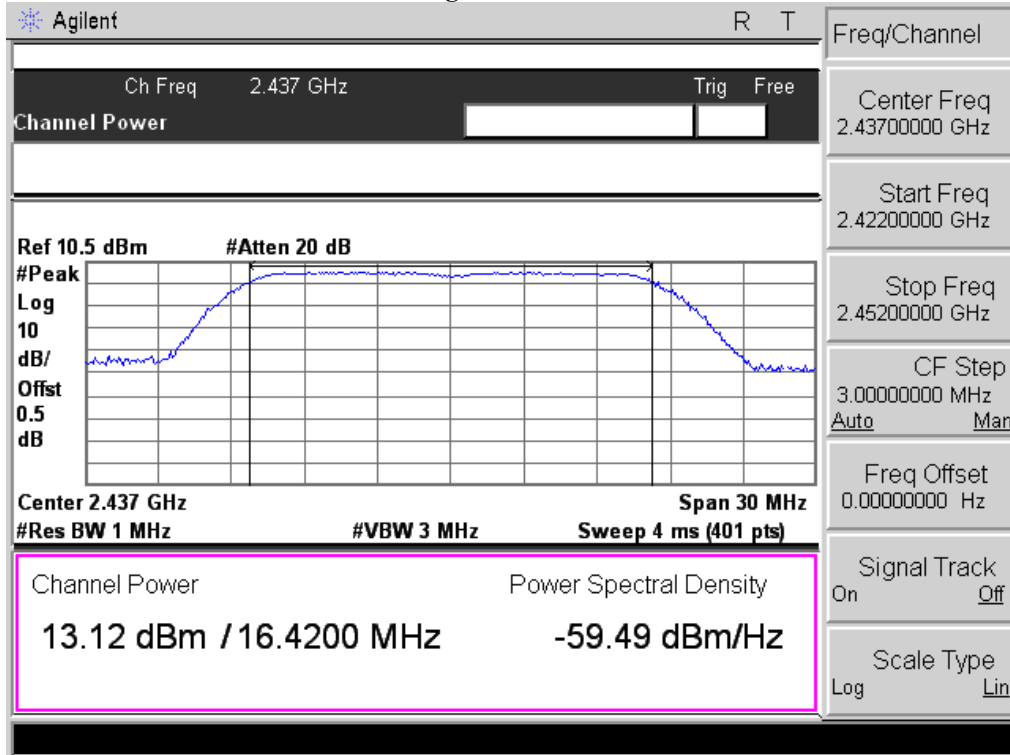 Agilent R T
Freq/Channel
Ch Freq 2.437 GHz Trig Free
Channel Power
Center Freq
2.43700000 GHz
Start Freq
2.42200000 GHz
Ref 10.5 dBm #Atten 20 dB
#Peak
Log
10
dB/
Offst
0.5
dB
Stop Freq
2.45200000 GHz
CF Step
3.00000000 MHz
Auto Man
Center 2.437 GHz Span 30 MHz
#Res BW 1 MHz #VBW 3 MHz Sweep 4 ms (401 pts)
Freq Offset
0.00000000 Hz
Channel Power Power Spectral Density
13.12 dBm / 16.4200 MHz -59.49 dBm/Hz
Signal Track
On Off
Scale Type
Log Lin